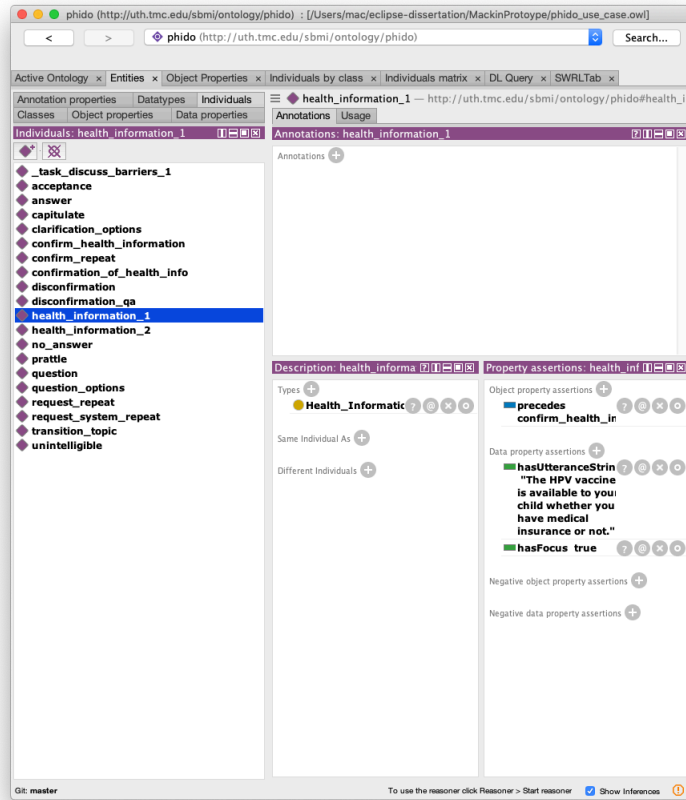 phido (http://uth.tmc.edu/sbmi/ontology/phido) : [/Users/mac/eclipse-dissertation/MackinProtoype/phido_use_case.owl]
< > phido (http://uth.tmc.edu/sbmi/ontology/phido) Search...
Active Ontology × Entities × Object Properties × Individuals by class × Individuals matrix × DL Query × SWRLTab ×
Annotation properties Datatypes Individuals
Classes Object properties Data properties
Individuals: health_information_1
_task_discuss_barriers_1
acceptance
answer
capitulate
clarification_options
confirm_health_information
confirm_repeat
confirmation_of_health_info
disconfirmation
disconfirmation_qa
health_information_1
health_information_2
no_answer
prattle
question
question_options
request_repeat
request_system_repeat
transition_topic
unintelligible
health_information_1 — http://uth.tmc.edu/sbmi/ontology/phido#health_i
Annotations Usage
Annotations: health_information_1
Annotations
Description: health_informa
Types
Health_Informatic
Same Individual As
Different Individuals
Property assertions: health_inf
Object property assertions
precedes
confirm_health_in
Data property assertions
hasUtteranceStrin
"The HPV vaccine
is available to your
child whether you
have medical
insurance or not."
hasFocus true
Negative object property assertions
Negative data property assertions
Git: master To use the reasoner click Reasoner > Start reasoner Show Inferences